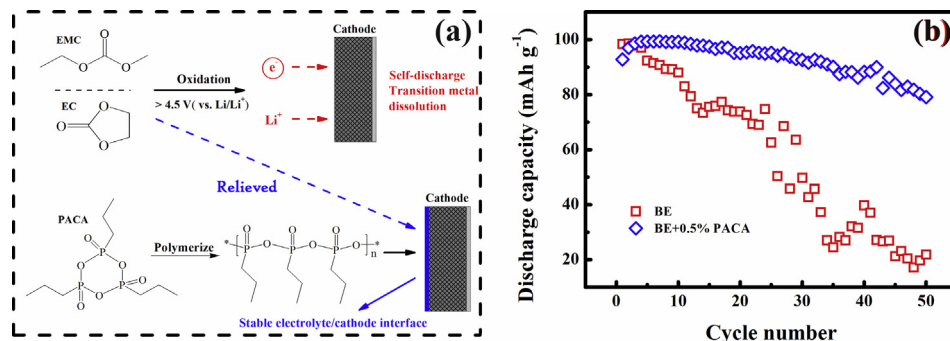 (a)
EMC
O
O
O
Oxidation
> 4.5 V( vs. Li/Li⁺)
EC
O
O
O
Cathode
e⁻
Li⁺
Self-discharge
Transition metal
dissolution
Relieved
PACA
O
P
O
O
O
P
P
O
O
O
Polymerize
*
O
O
O
P
O
P
O
P
*
n
Cathode
Stable electrolyte/cathode interface
(b)
Discharge capacity (mAh g⁻¹)
100
80
60
40
20
BE
BE+0.5% PACA
0
10
20
30
40
50
Cycle number